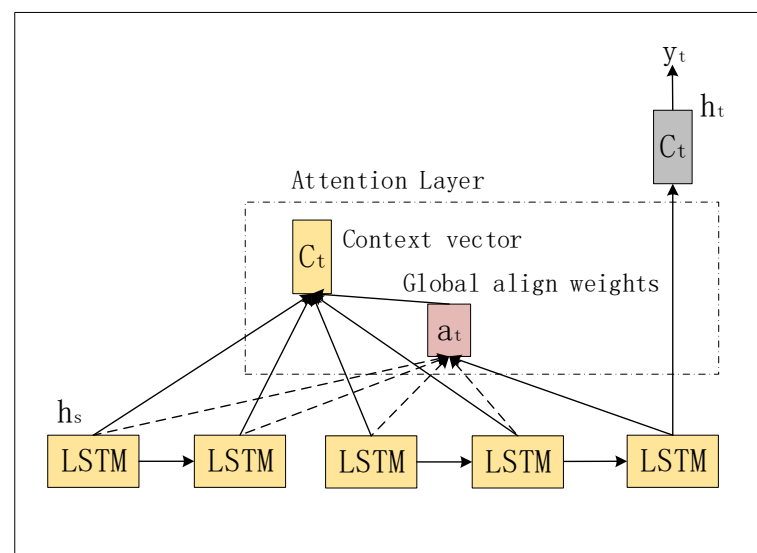 yt
ht
Ct
Attention Layer
Context vector
Ct
Global align weights
at
hs
LSTM
LSTM
LSTM
LSTM
LSTM